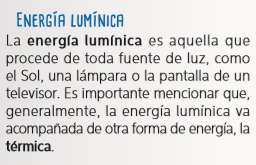 ENERGÍA LUMÍNICA
La energía lumínica es aquella que
procede de toda fuente de luz, como
el Sol, una lámpara o la pantalla de un
televisor. Es importante mencionar que,
generalmente, la energía lumínica va
acompañada de otra forma de energía, la
térmica.